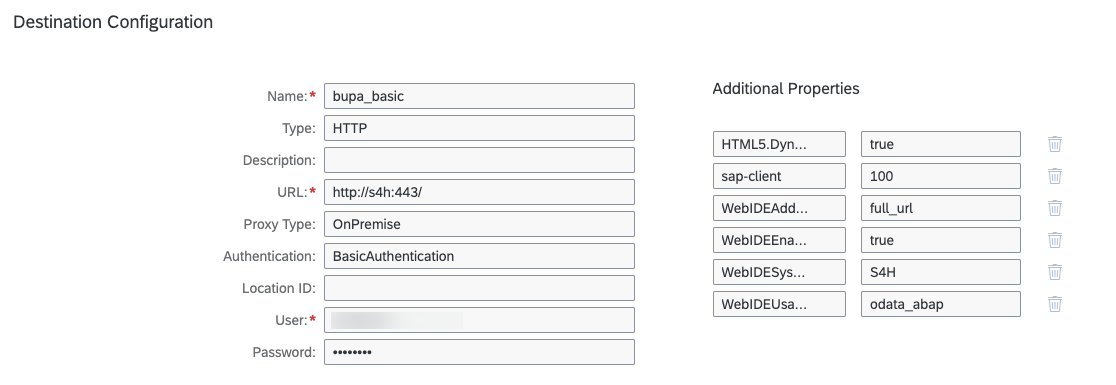 Destination Configuration
Name:* bupa_basic
Type: HTTP
Description:
URL:* http://s4h:443/
Proxy Type: OnPremise
Authentication: BasicAuthentication
Location ID:
User:*
Password: ••••••••
Additional Properties
HTML5.Dyn... true
sap-client 100
WebIDEAdd... full_url
WebIDEEna... true
WebIDESys... S4H
WebIDEUsa... odata_abap